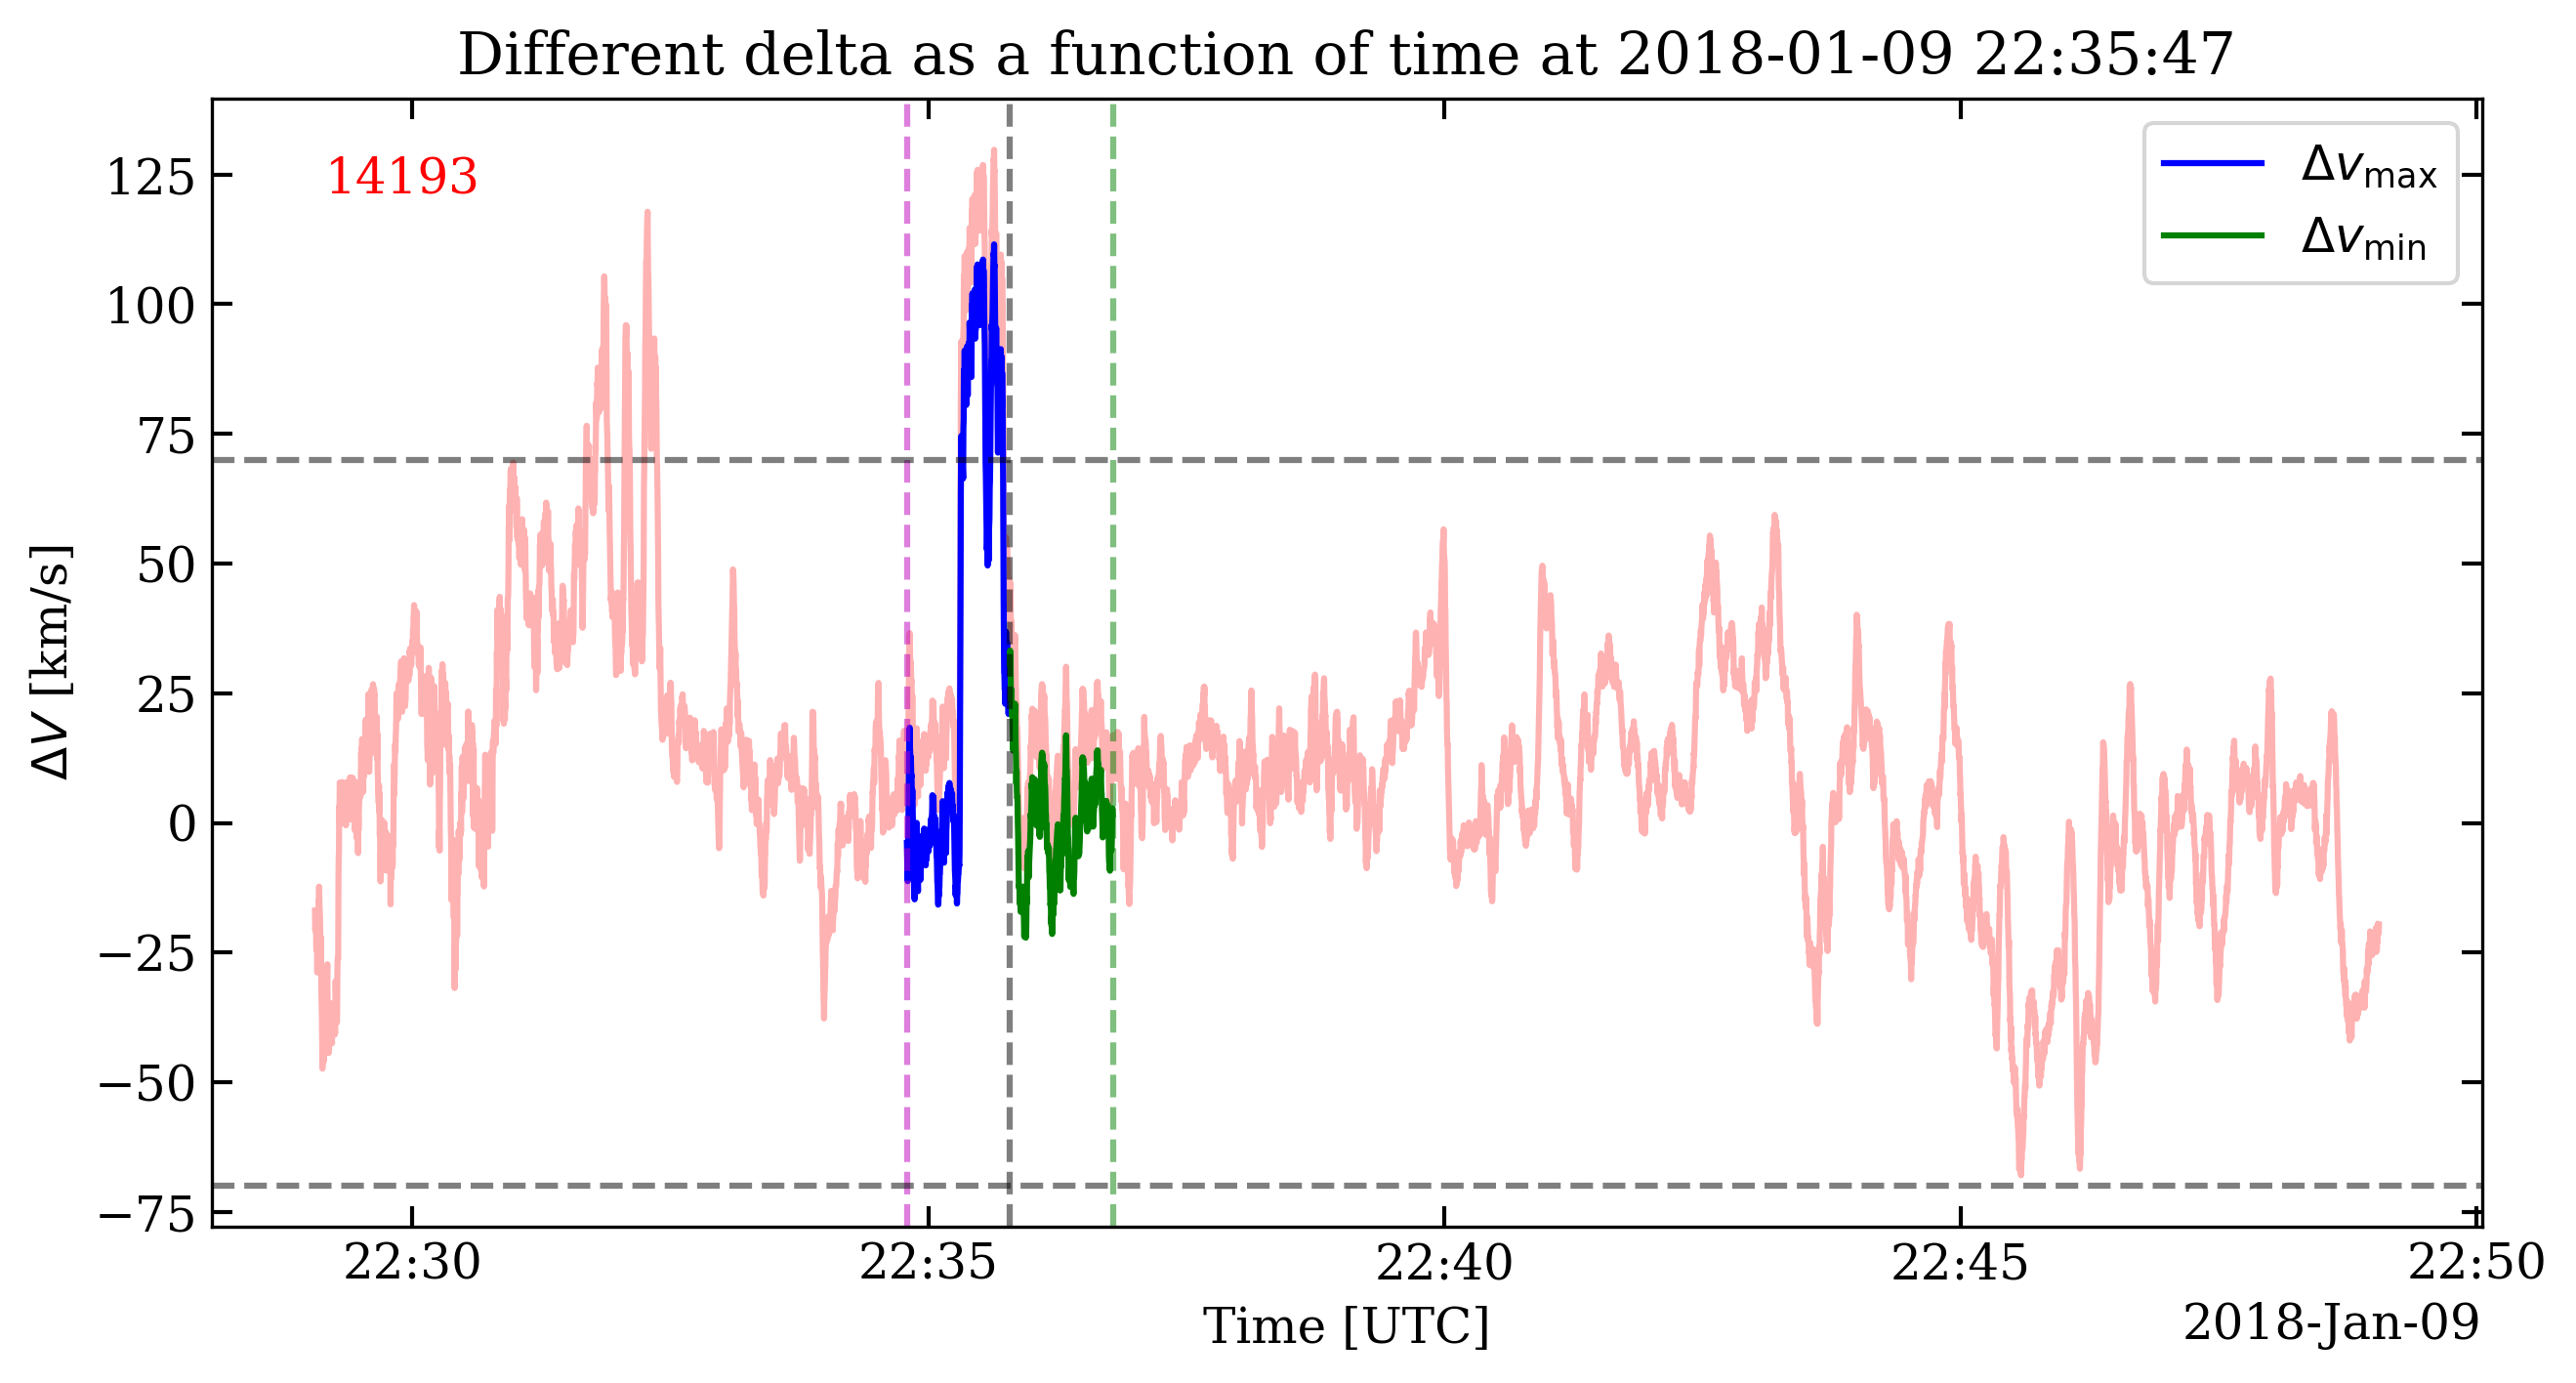 Different delta as a function of time at 2018-01-09 22:35:47
14193
Δv_max
Δv_min
125
100
75
50
25
0
−25
−50
−75
ΔV [km/s]
22:30 22:35 22:40 22:45 22:50
Time [UTC]
2018-Jan-09